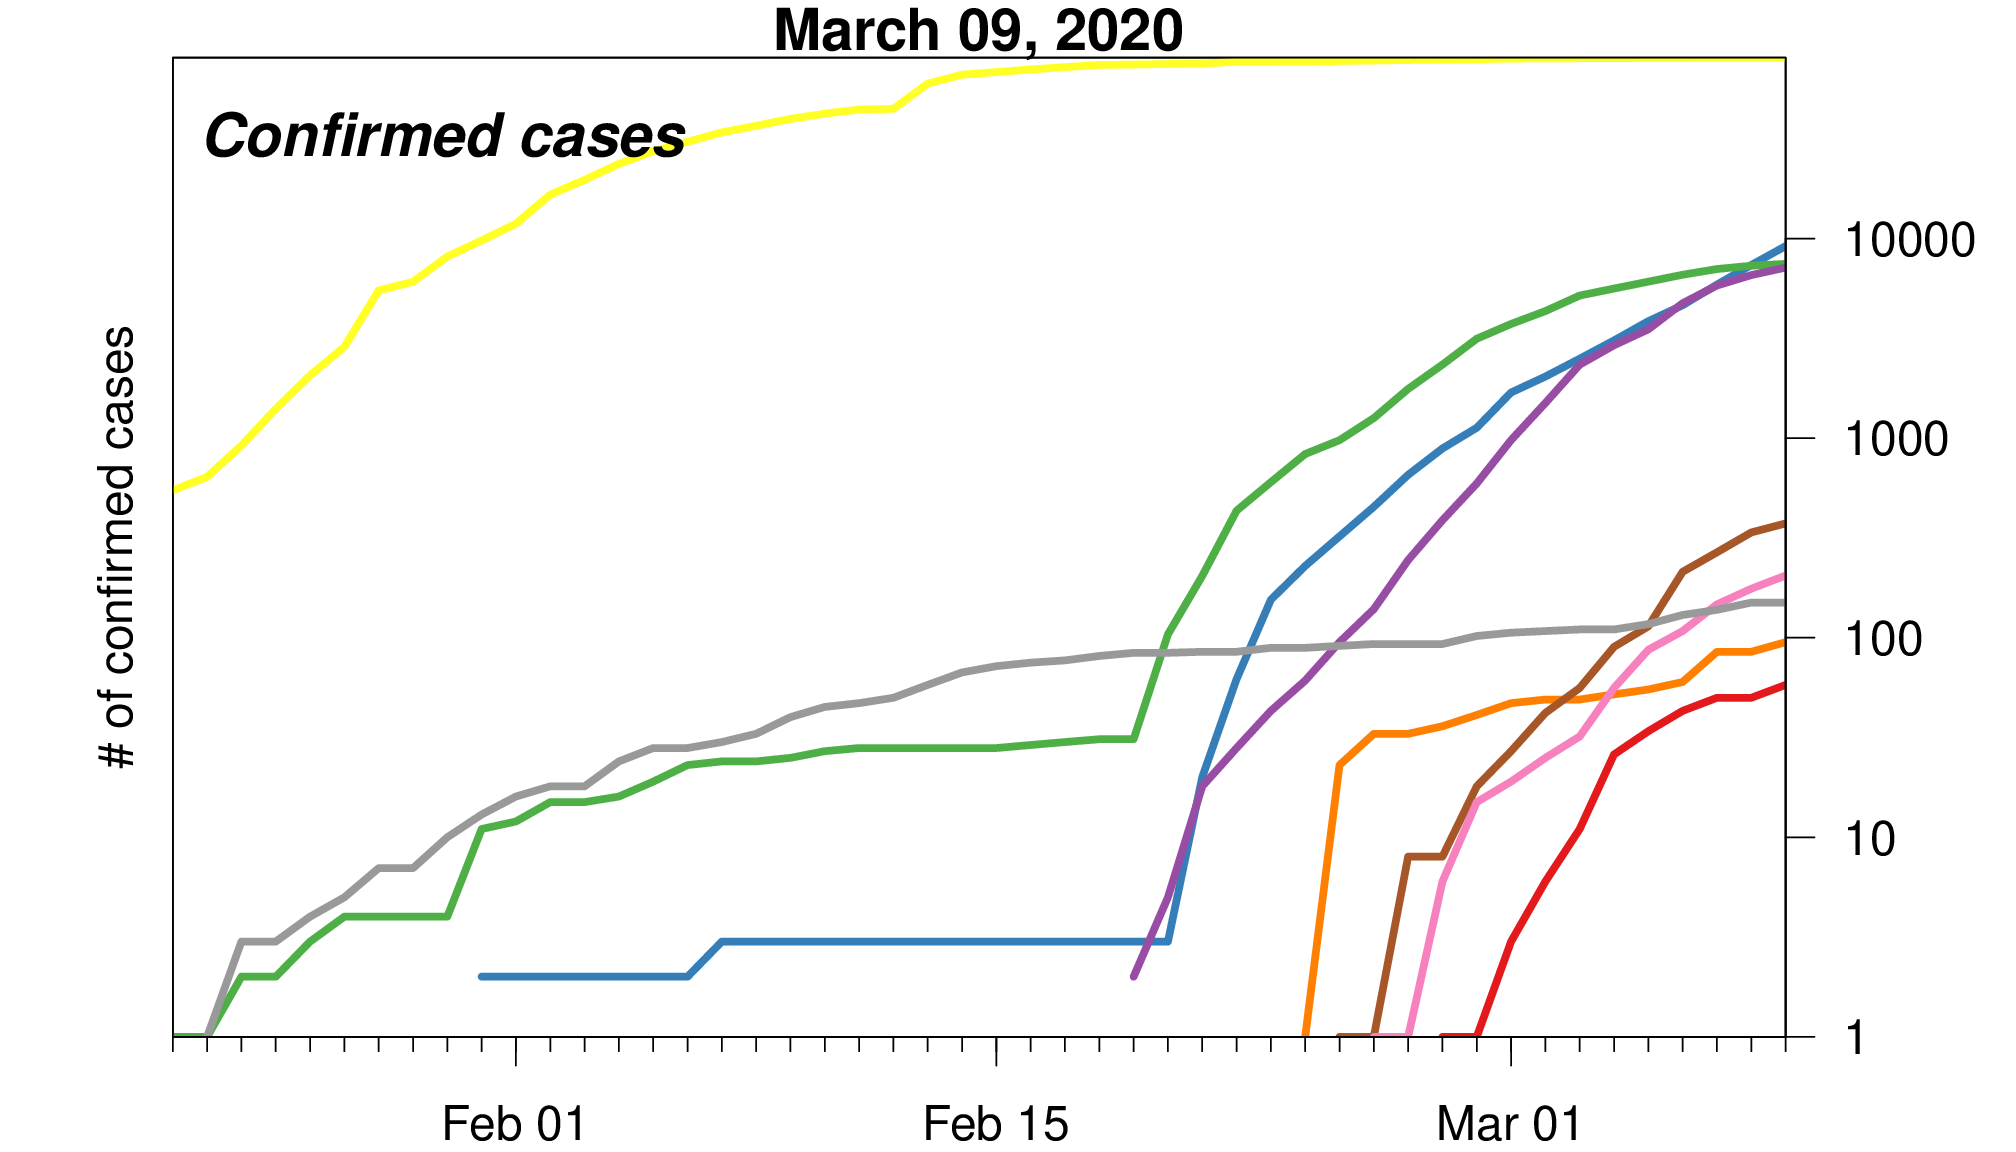 March 09, 2020
Confirmed cases
# of confirmed cases
10000
1000
100
10
1
Feb 01
Feb 15
Mar 01